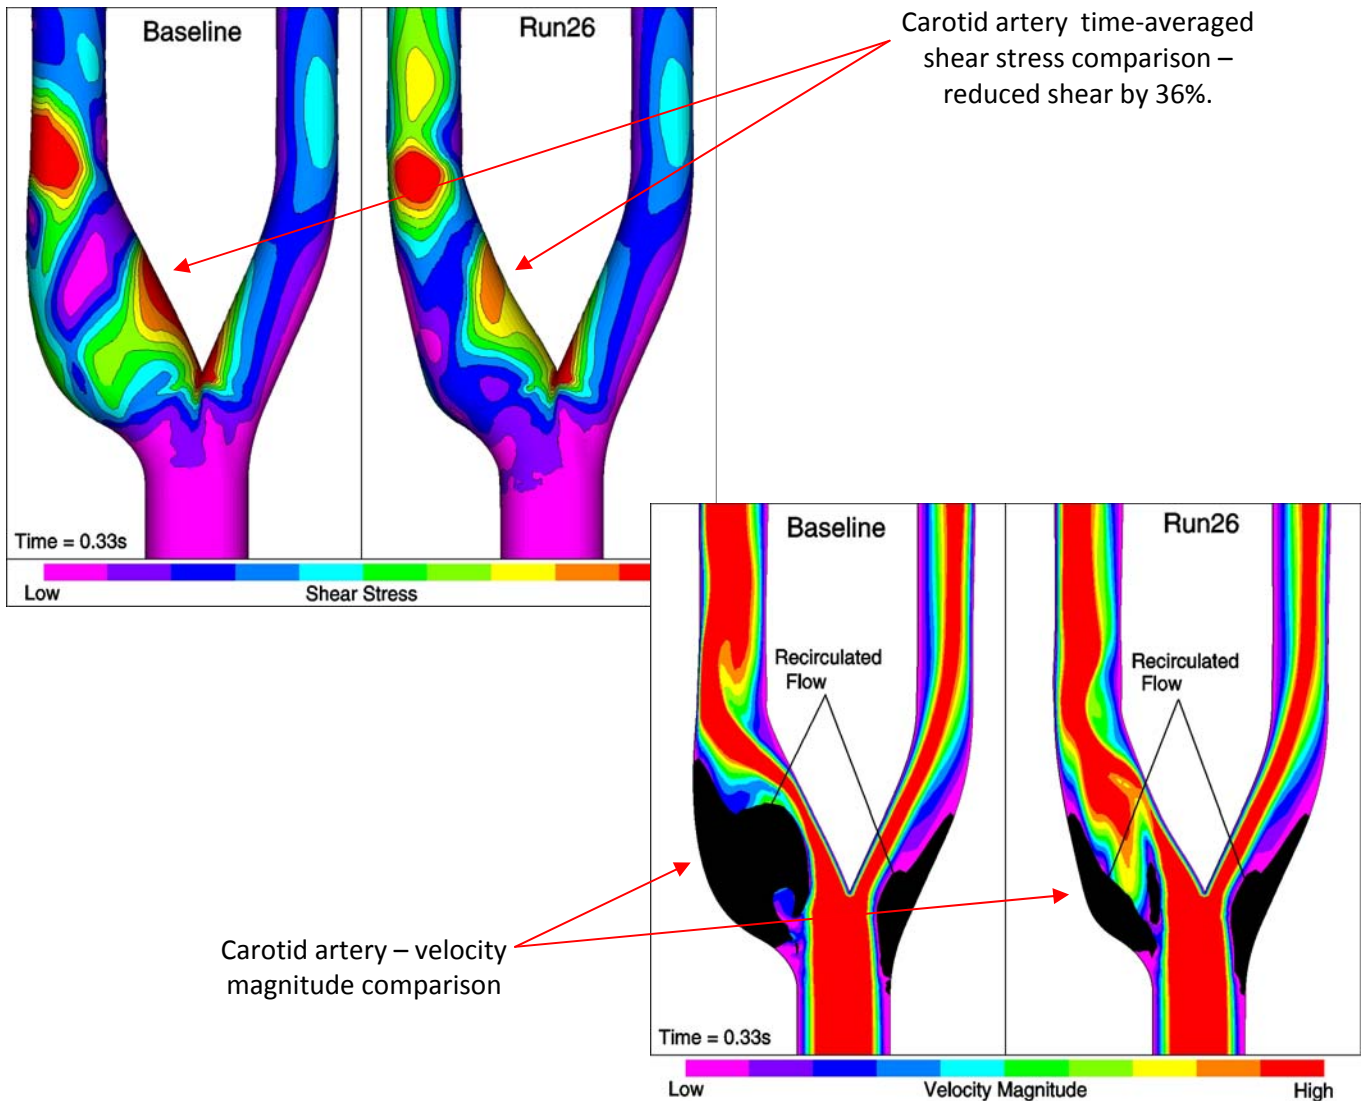 Baseline
Run26
Carotid artery time-averaged
shear stress comparison –
reduced shear by 36%.
Time = 0.33s
Low
Shear Stress
Baseline
Run26
Recirculated
Flow
Recirculated
Flow
Carotid artery – velocity
magnitude comparison
Time = 0.33s
Low
Velocity Magnitude
High